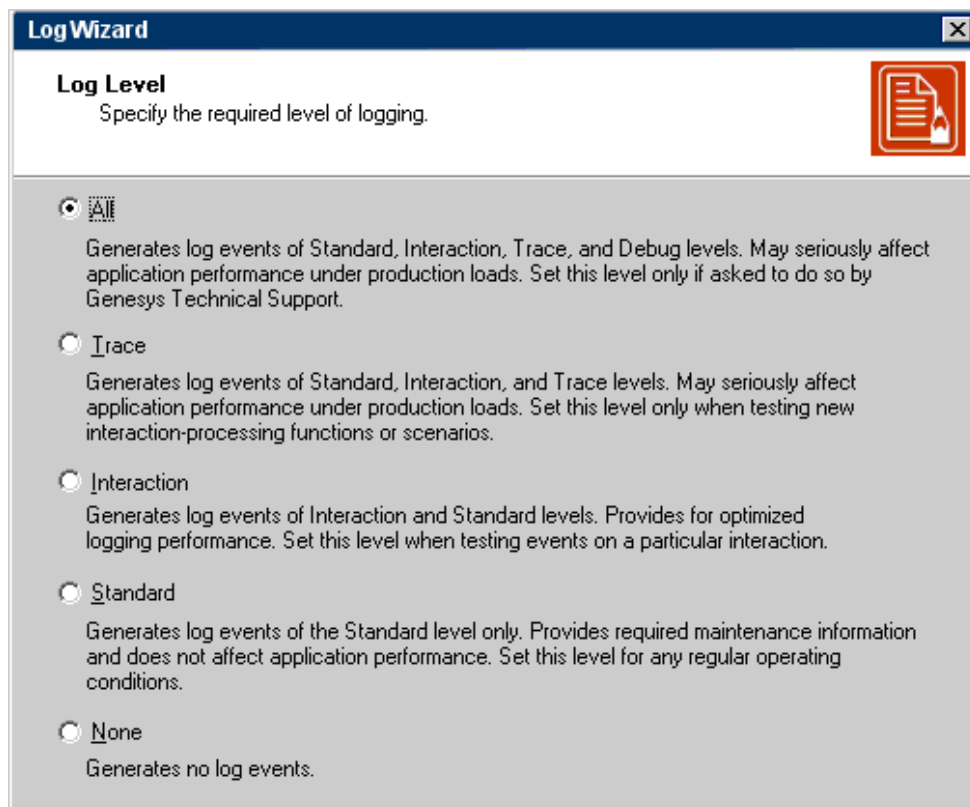 Log Wizard
Log Level
Specify the required level of logging.
All
Generates log events of Standard, Interaction, Trace, and Debug levels. May seriously affect
application performance under production loads. Set this level only if asked to do so by
Genesys Technical Support.
Trace
Generates log events of Standard, Interaction, and Trace levels. May seriously affect
application performance under production loads. Set this level only when testing new
interaction-processing functions or scenarios.
Interaction
Generates log events of Interaction and Standard levels. Provides for optimized
logging performance. Set this level when testing events on a particular interaction.
Standard
Generates log events of the Standard level only. Provides required maintenance information
and does not affect application performance. Set this level for any regular operating
conditions.
None
Generates no log events.